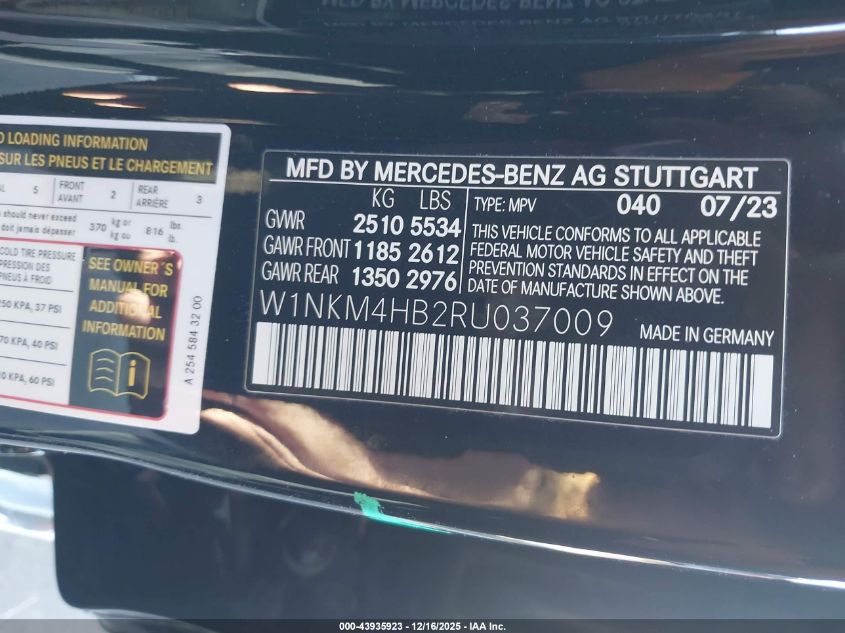 MFD BY MERCEDES-BENZ AG STUTTGART
KG LBS
GVWR 2510 5534
GAWR FRONT 1185 2612
GAWR REAR 1350 2976
TYPE: MPV 040 07/23
THIS VEHICLE CONFORMS TO ALL APPLICABLE
FEDERAL MOTOR VEHICLE SAFETY AND THEFT
PREVENTION STANDARDS IN EFFECT ON THE
DATE OF MANUFACTURE SHOWN ABOVE.
W1NKM4HB2RU037009
MADE IN GERMANY
LOADING INFORMATION
SUR LES PNEUS ET LE CHARGEMENT
5 FRONT AVANT 2 REAR ARRIÈRE 3
should never exceed
doit jamais dépasser
370 kg or kg ou 816 lbs. lb.
COLD TIRE PRESSURE
PRESSION DES
PNEUS À FROID
250 KPA, 37 PSI
KPA, 40 PSI
KPA, 60 PSI
SEE OWNER´S
MANUAL FOR
ADDITIONAL
INFORMATION
A 254 584 32 00
000-43935923 - 12/16/2025 - IAA Inc.